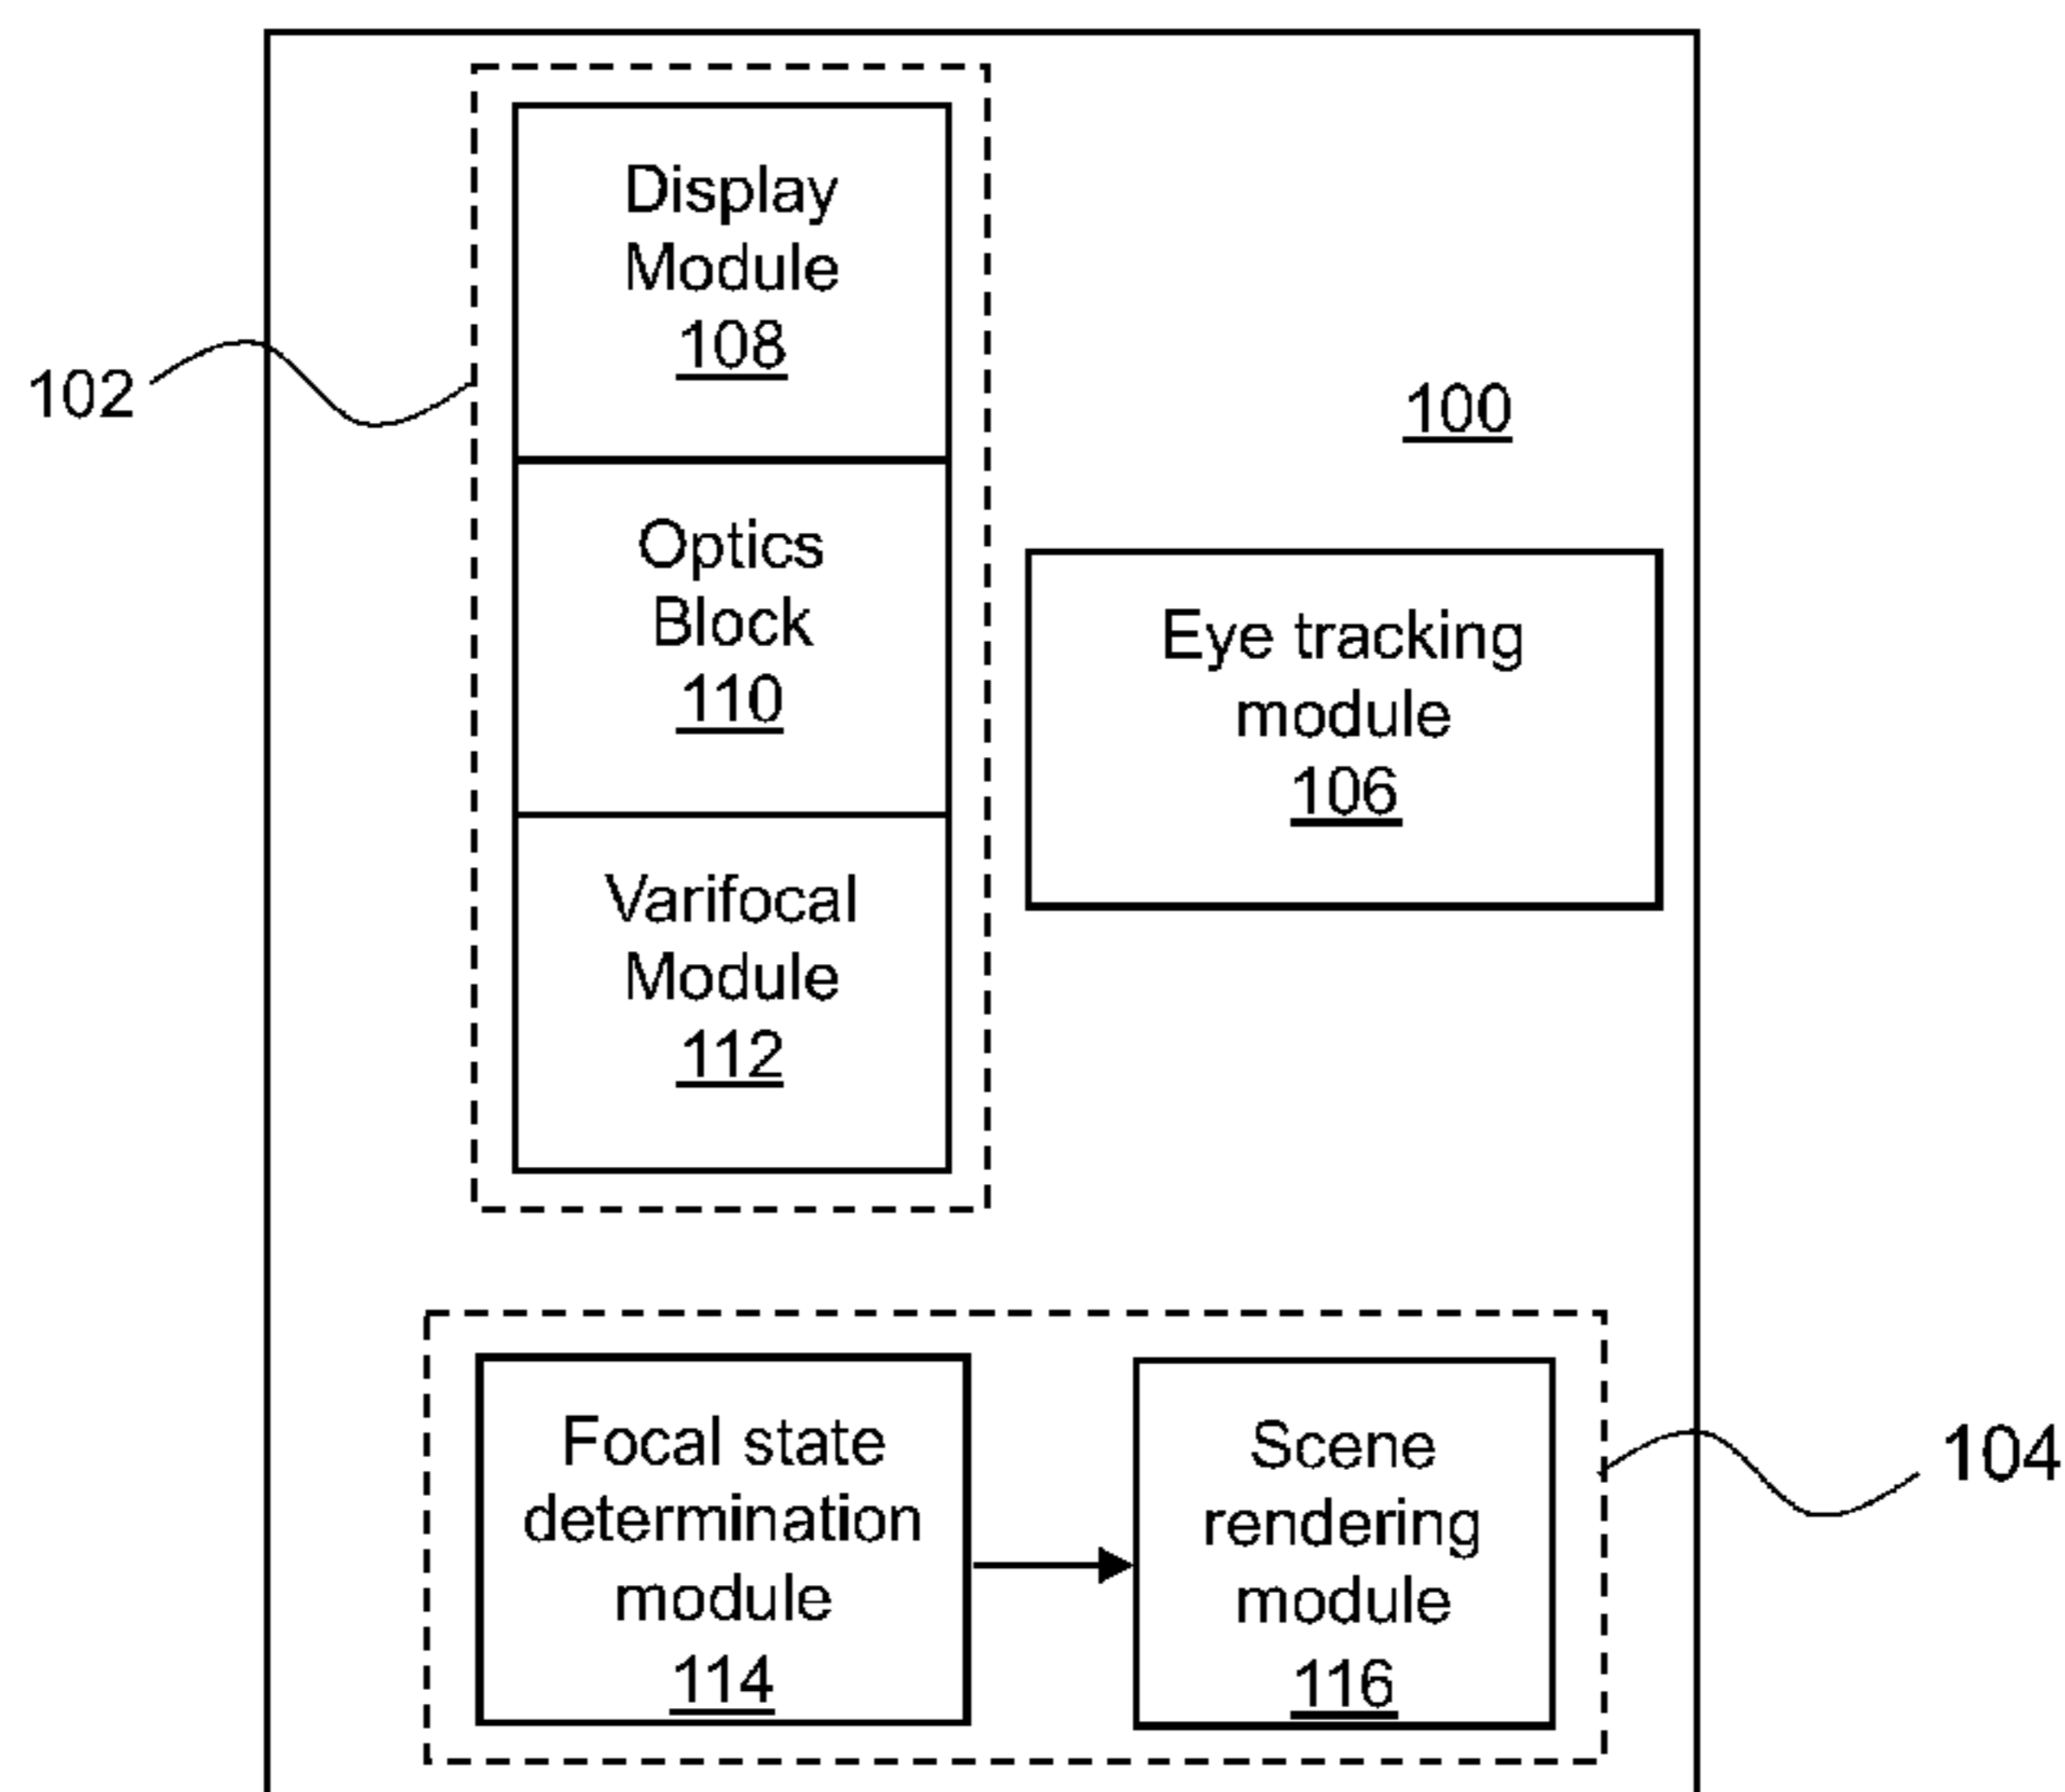 Display
Module
108
102
100
Optics
Block
110
Eye tracking
module
106
Varifocal
Module
112
Focal state
determination
module
114
Scene
rendering
module
116
104